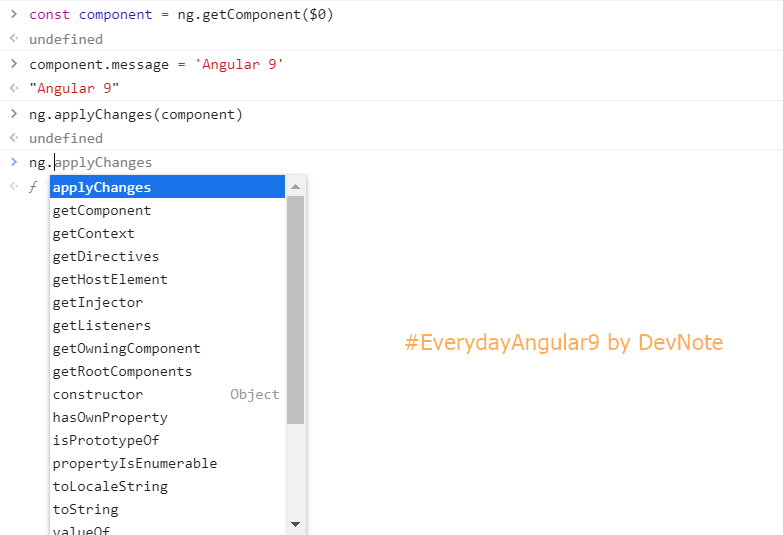 > const component = ng.getComponent($0)
undefined
> component.message = 'Angular 9'
"Angular 9"
> ng.applyChanges(component)
undefined
> ng.applyChanges
f
applyChanges
getComponent
getContext
getDirectives
getHostElement
getInjector
getListeners
getOwningComponent
getRootComponents
constructor Object
hasOwnProperty
isPrototypeOf
propertyIsEnumerable
toLocaleString
toString
valueOf
#EverydayAngular9 by DevNote